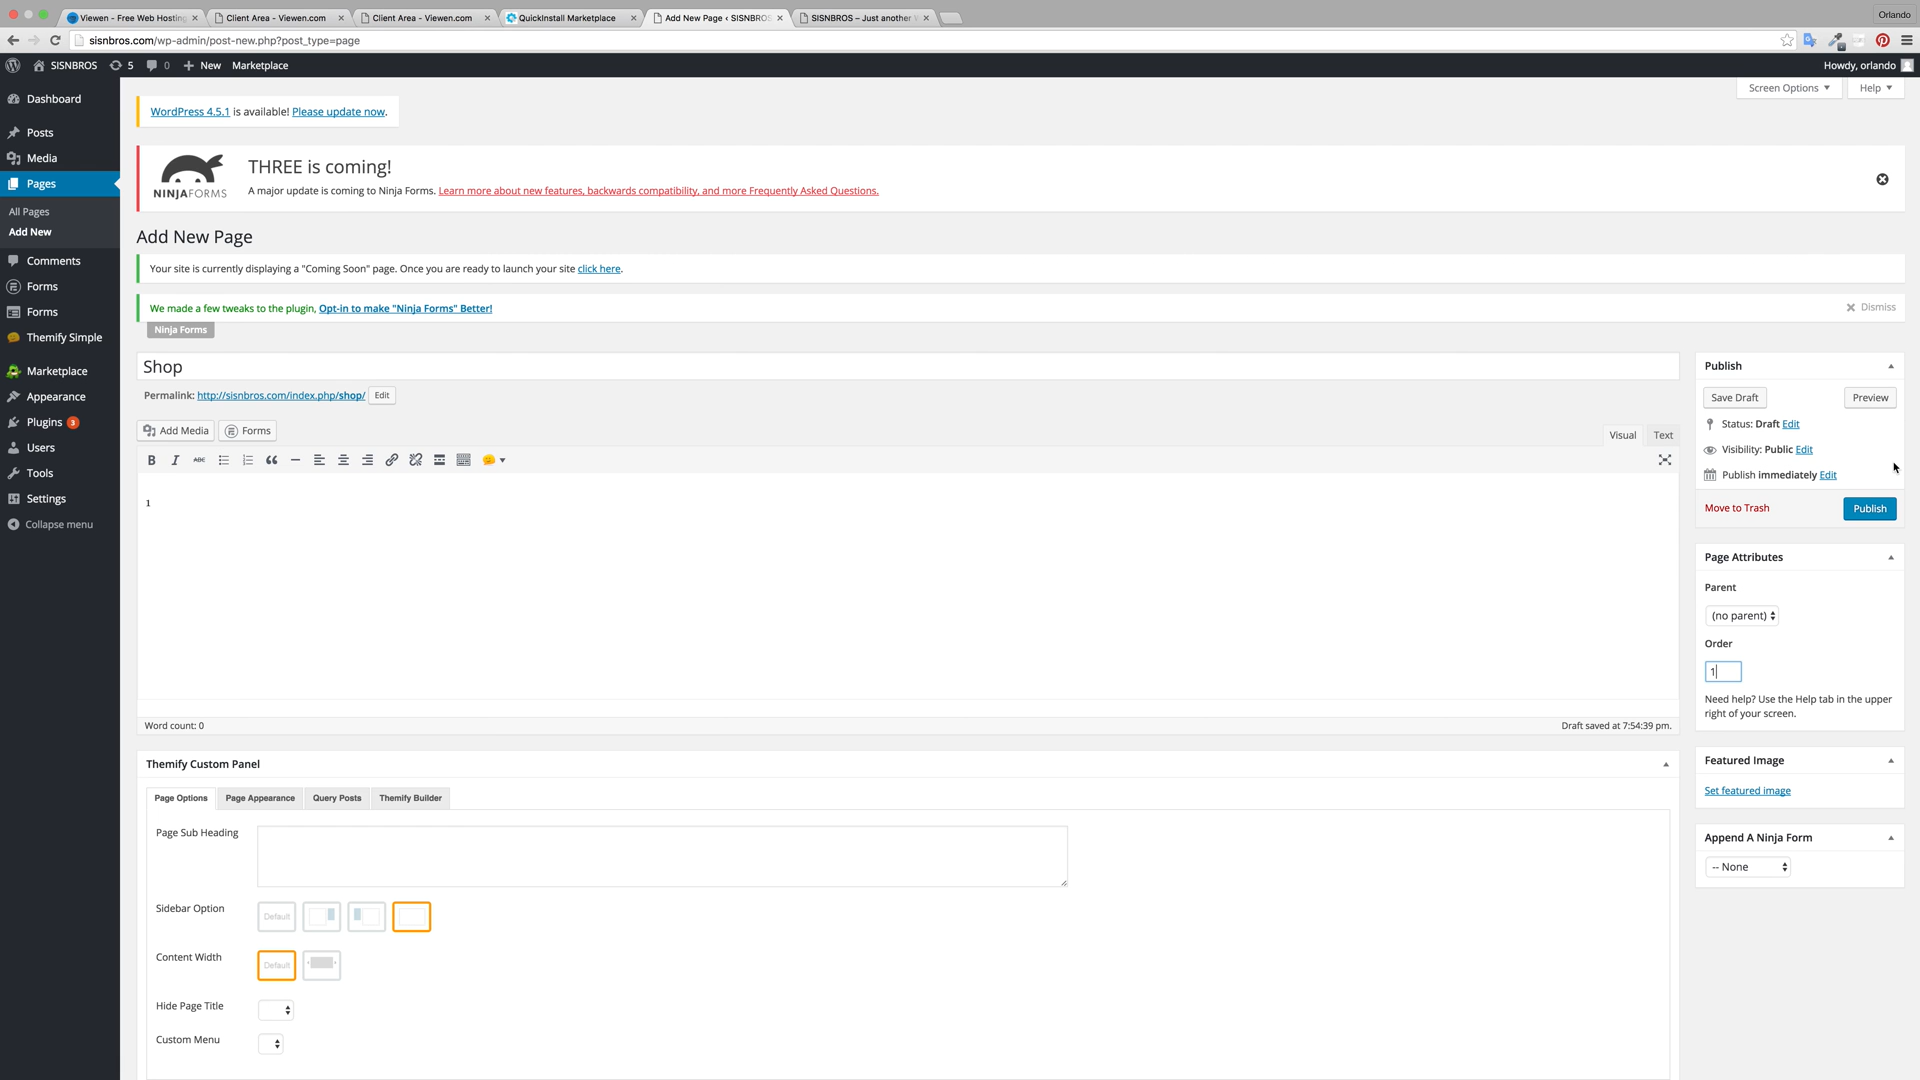 Viewen - Free Web Hosting
Client Area - Viewen.com
Client Area - Viewen.com
QuickInstall Marketplace
Add New Page ‹ SISNBROS
SISNBROS – Just another
Orlando
sisnbros.com/wp-admin/post-new.php?post_type=page
SISNBROS
5
0
New
Marketplace
Howdy, orlando
Dashboard
Posts
Media
Pages
All Pages
Add New
Comments
Forms
Forms
Themify Simple
Marketplace
Appearance
Plugins 3
Users
Tools
Settings
Collapse menu
Screen Options
Help
WordPress 4.5.1 is available! Please update now.
NINJAFORMS
THREE is coming!
A major update is coming to Ninja Forms. Learn more about new features, backwards compatibility, and more Frequently Asked Questions.
Add New Page
Your site is currently displaying a "Coming Soon" page. Once you are ready to launch your site click here.
We made a few tweaks to the plugin, Opt-in to make "Ninja Forms" Better!
Dismiss
Ninja Forms
Shop
Permalink: http://sisnbros.com/index.php/shop/ Edit
Add Media
Forms
Visual
Text
B I ABC
1
Word count: 0
Draft saved at 7:54:39 pm.
Themify Custom Panel
Page Options
Page Appearance
Query Posts
Themify Builder
Page Sub Heading
Sidebar Option
Default
Content Width
Default
Hide Page Title
Custom Menu
Publish
Save Draft
Preview
Status: Draft Edit
Visibility: Public Edit
Publish immediately Edit
Move to Trash
Publish
Page Attributes
Parent
(no parent)
Order
1
Need help? Use the Help tab in the upper
right of your screen.
Featured Image
Set featured image
Append A Ninja Form
-- None